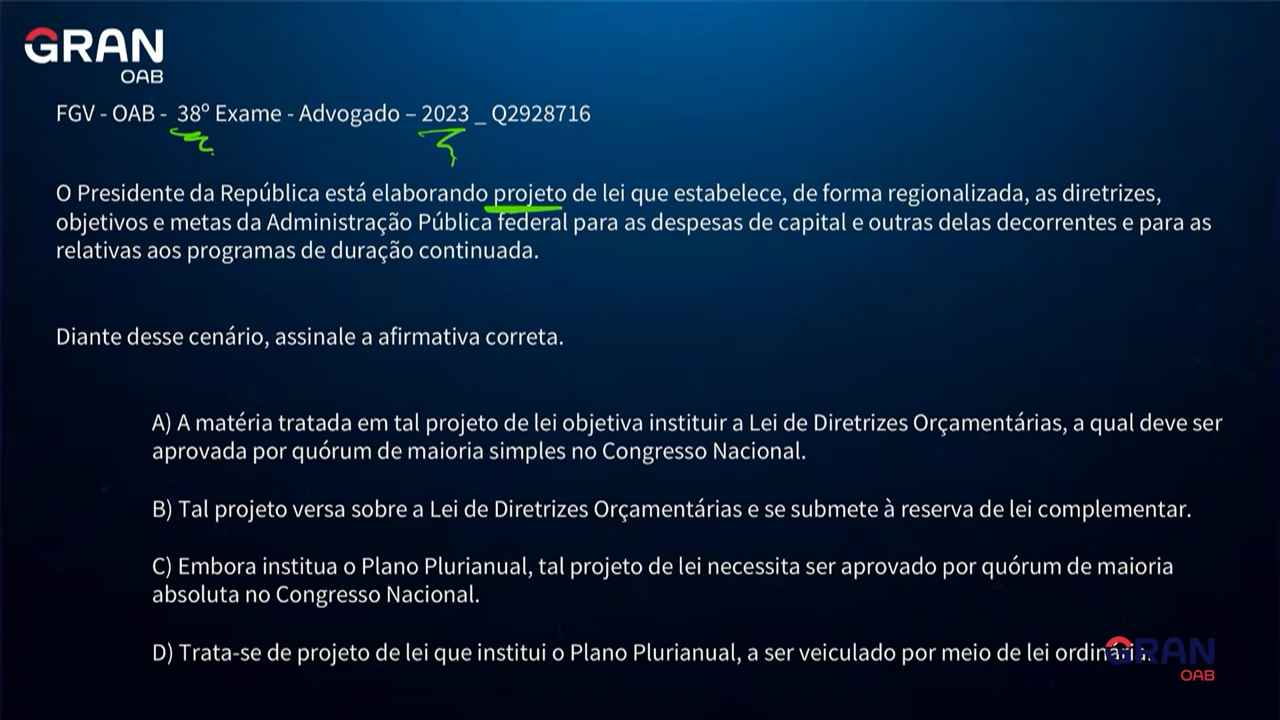 GRAN
OAB
FGV - OAB - 38º Exame - Advogado – 2023 _ Q2928716
O Presidente da República está elaborando projeto de lei que estabelece, de forma regionalizada, as diretrizes,
objetivos e metas da Administração Pública federal para as despesas de capital e outras delas decorrentes e para as
relativas aos programas de duração continuada.
Diante desse cenário, assinale a afirmativa correta.
A) A matéria tratada em tal projeto de lei objetiva instituir a Lei de Diretrizes Orçamentárias, a qual deve ser
aprovada por quórum de maioria simples no Congresso Nacional.
B) Tal projeto versa sobre a Lei de Diretrizes Orçamentárias e se submete à reserva de lei complementar.
C) Embora institua o Plano Plurianual, tal projeto de lei necessita ser aprovado por quórum de maioria
absoluta no Congresso Nacional.
D) Trata-se de projeto de lei que institui o Plano Plurianual, a ser veiculado por meio de lei ordinária.
GRAN
OAB